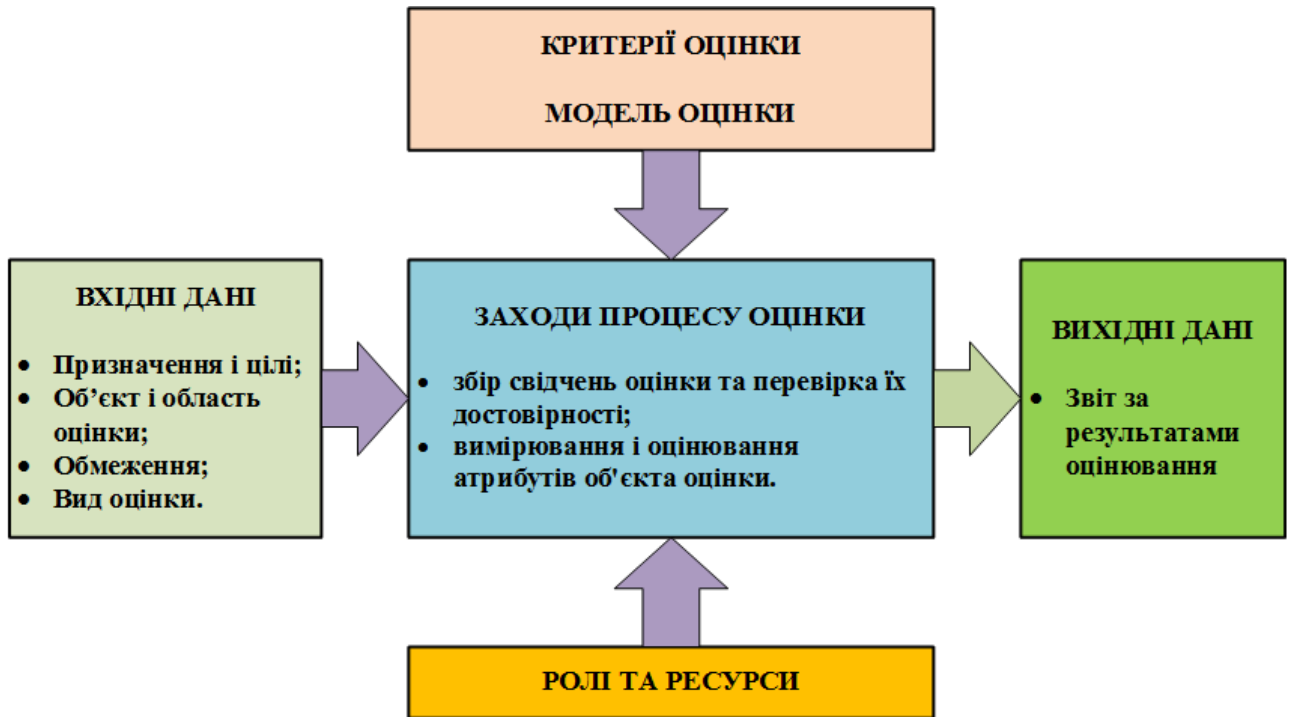 КРИТЕРІЇ ОЦІНКИ
МОДЕЛЬ ОЦІНКИ
ВХІДНІ ДАНІ
• Призначення і цілі;
• Об’єкт і область
оцінки;
• Обмеження;
• Вид оцінки.
ЗАХОДИ ПРОЦЕСУ ОЦІНКИ
• збір свідчень оцінки та перевірка їх
достовірності;
• вимірювання і оцінювання
атрибутів об'єкта оцінки.
ВИХІДНІ ДАНІ
• Звіт за
результатами
оцінювання
РОЛІ ТА РЕСУРСИ